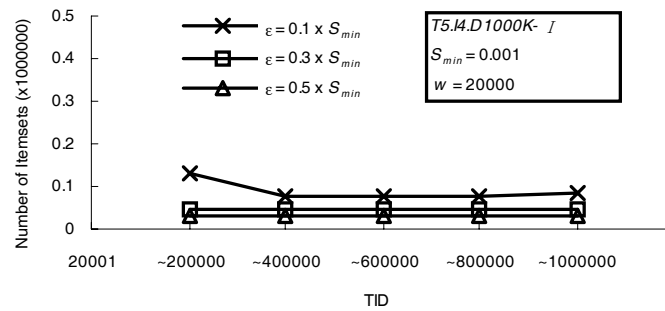 Number of Itemsets (x1000000)
0.5
0.4
0.3
0.2
0.1
0
ε = 0.1 x Smin
ε = 0.3 x Smin
ε = 0.5 x Smin
T5.I4.D1000K- I
Smin = 0.001
w = 20000
20001 ~200000 ~400000 ~600000 ~800000 ~1000000
TID